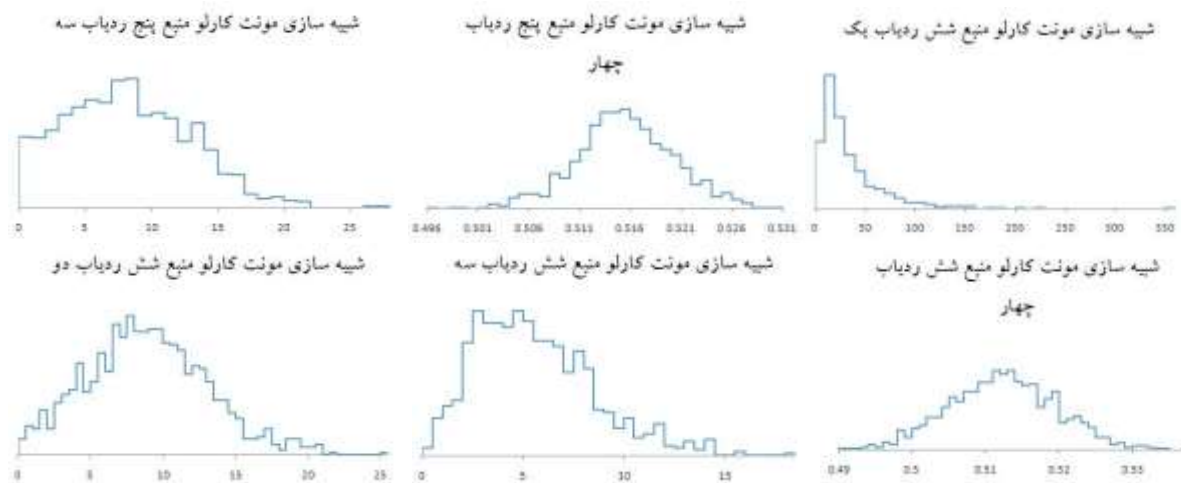 شبیه سازی مونت کارلو منبع پنج ردیاب سه
0 5 10 15 20 25
شبیه سازی مونت کارلو منبع پنج ردیاب
چهار
0.496 0.501 0.506 0.511 0.516 0.521 0.526 0.531
شبیه سازی مونت کارلو منبع شش ردیاب یک
0 50 100 150 200 250 300 350
شبیه سازی مونت کارلو منبع شش ردیاب دو
0 5 10 15 20 25
شبیه سازی مونت کارلو منبع شش ردیاب سه
0 5 10 15
شبیه سازی مونت کارلو منبع شش ردیاب
چهار
0.49 0.5 0.51 0.52 0.53